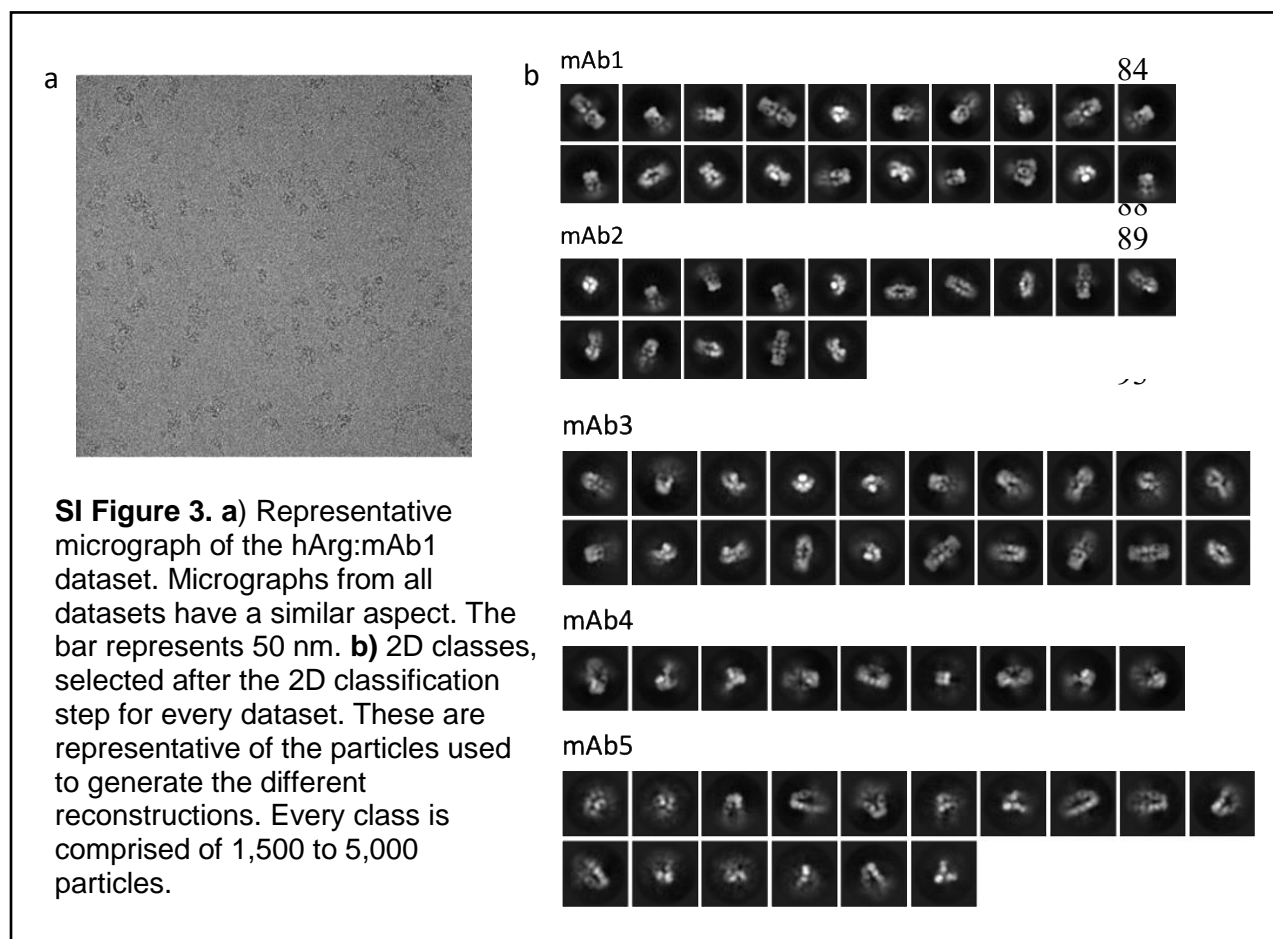 a
b
mAb1
84
88
mAb2
89
mAb3
mAb4
mAb5
SI Figure 3. a) Representative
micrograph of the hArg:mAb1
dataset. Micrographs from all
datasets have a similar aspect. The
bar represents 50 nm. b) 2D classes,
selected after the 2D classification
step for every dataset. These are
representative of the particles used
to generate the different
reconstructions. Every class is
comprised of 1,500 to 5,000
particles.